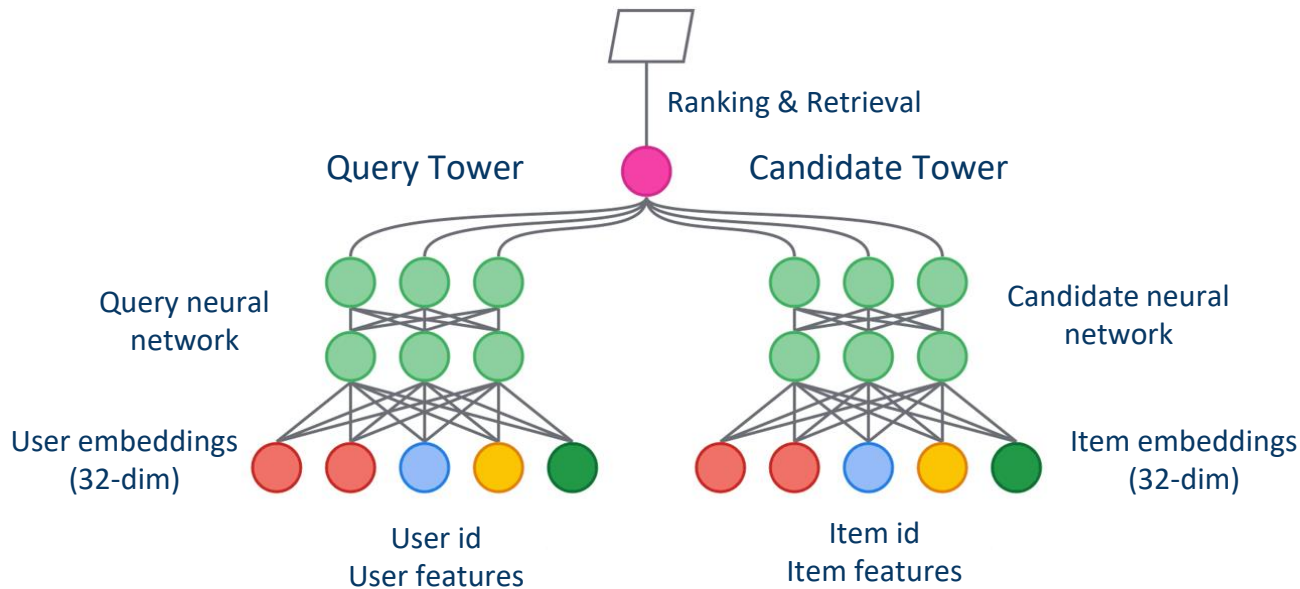 Ranking & Retrieval
Query Tower
Candidate Tower
Query neural
network
Candidate neural
network
User embeddings
(32-dim)
Item embeddings
(32-dim)
User id
User features
Item id
Item features